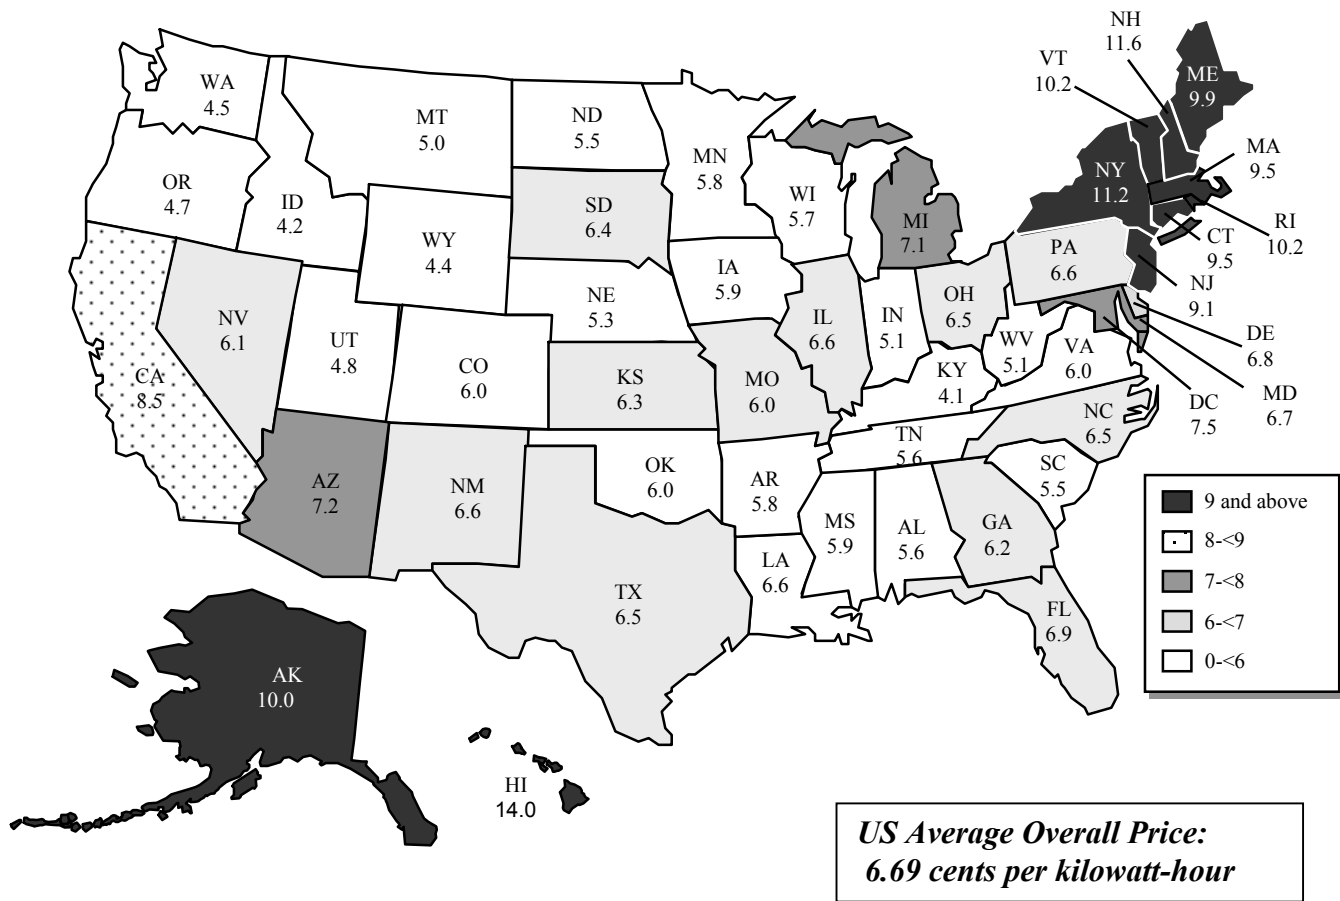 NH
11.6
VT
10.2
ME
9.9
WA
4.5
MT
5.0
ND
5.5
MN
5.8
MA
9.5
OR
4.7
ID
4.2
SD
6.4
WI
5.7
MI
7.1
NY
11.2
RI
10.2
WY
4.4
IA
5.9
PA
6.6
CT
9.5
NE
5.3
NJ
9.1
NV
6.1
UT
4.8
IL
6.6
IN
5.1
OH
6.5
WV
5.1
VA
6.0
DE
6.8
CA
8.5
CO
6.0
KS
6.3
MO
6.0
KY
4.1
DC
7.5
MD
6.7
NC
6.5
TN
5.6
AZ
7.2
NM
6.6
OK
6.0
AR
5.8
SC
5.5
MS
5.9
AL
5.6
GA
6.2
LA
6.6
TX
6.5
FL
6.9
9 and above
8-<9
7-<8
6-<7
0-<6
AK
10.0
HI
14.0
US Average Overall Price:
6.69 cents per kilowatt-hour